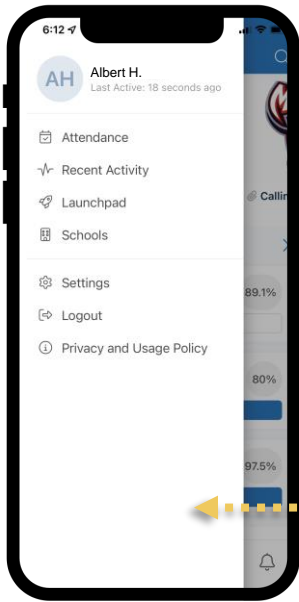 6:12
AH
Albert H.
Last Active: 18 seconds ago
Attendance
Recent Activity
Launchpad
Schools
Settings
Logout
Privacy and Usage Policy
89.1%
80%
97.5%